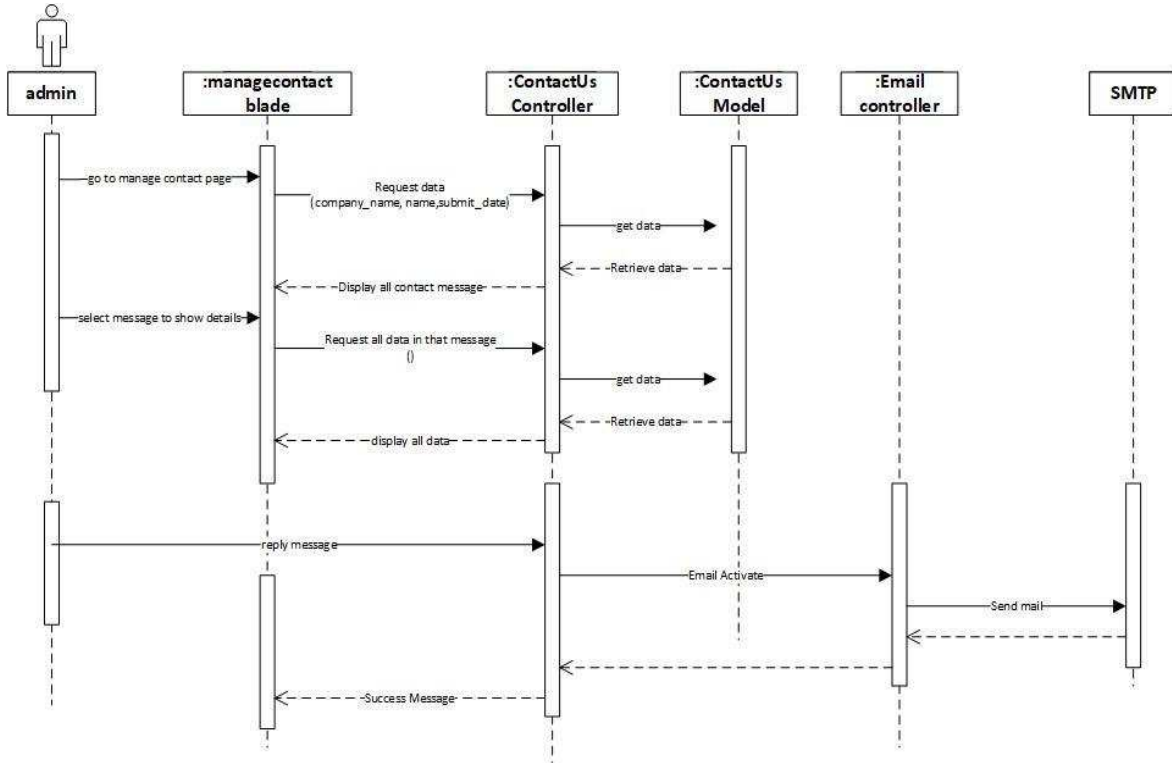 admin
:managecontact
blade
:ContactUs
Controller
:ContactUs
Model
:Email
controller
SMTP
go to manage contact page
Request data
(company_name, name,submit_date)
get data
Retrieve data
Display all contact message
select message to show details
Request all data in that message
()
get data
Retrieve data
display all data
reply message
Email Activate
Send mail
Success Message